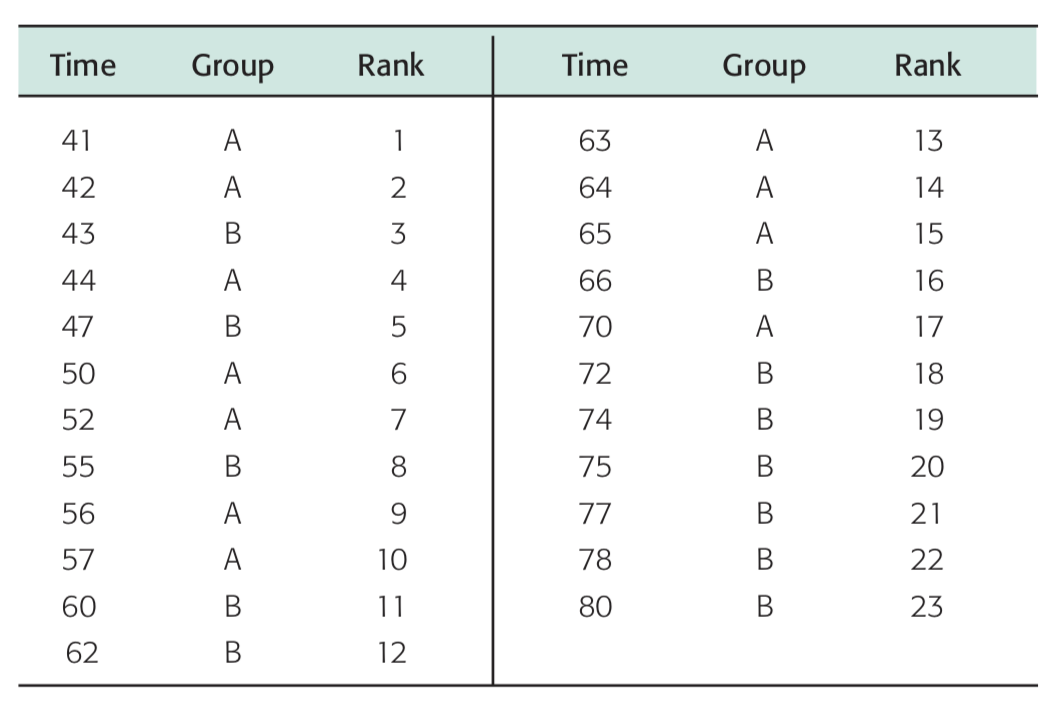 Time Group Rank Time Group Rank
41 A 1 63 A 13
42 A 2 64 A 14
43 B 3 65 A 15
44 A 4 66 B 16
47 B 5 70 A 17
50 A 6 72 B 18
52 A 7 74 B 19
55 B 8 75 B 20
56 A 9 77 B 21
57 A 10 78 B 22
60 B 11 80 B 23
62 B 12